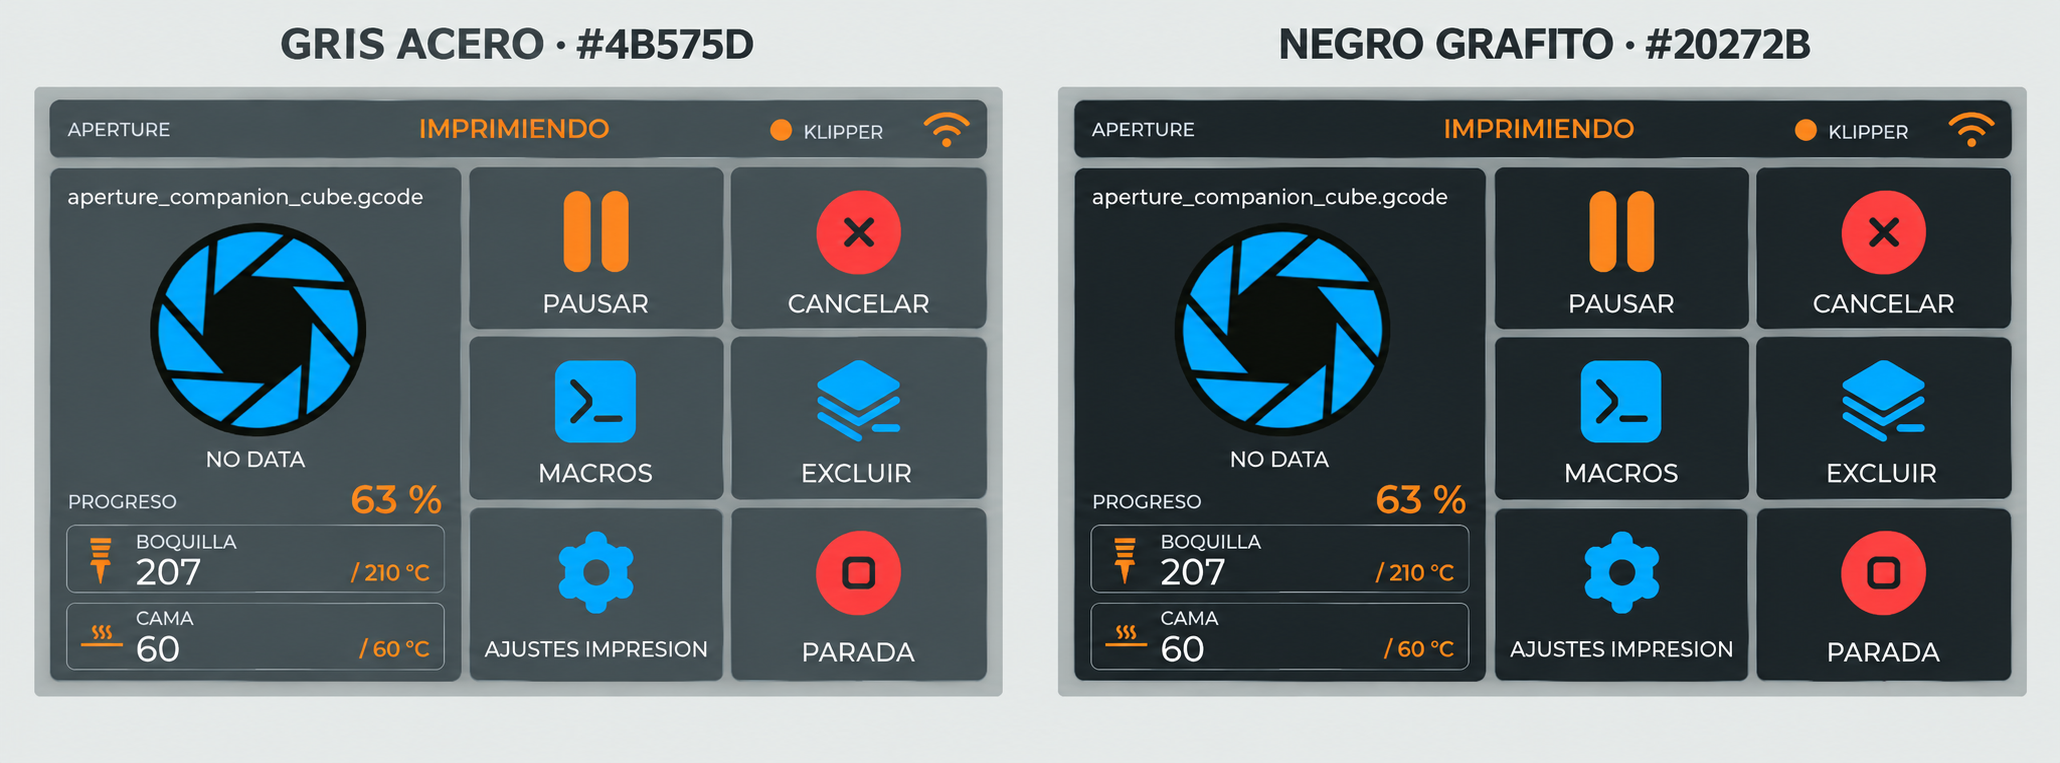 GRIS ACERO · #4B575D
APERTURE
IMPRIMIENDO
KLIPPER
aperture_companion_cube.gcode
NO DATA
PROGRESO
63 %
BOQUILLA
207
/ 210 °C
CAMA
60
/ 60 °C
PAUSAR
CANCELAR
MACROS
EXCLUIR
AJUSTES IMPRESION
PARADA
NEGRO GRAFITO · #20272B
APERTURE
IMPRIMIENDO
KLIPPER
aperture_companion_cube.gcode
NO DATA
PROGRESO
63 %
BOQUILLA
207
/ 210 °C
CAMA
60
/ 60 °C
PAUSAR
CANCELAR
MACROS
EXCLUIR
AJUSTES IMPRESION
PARADA